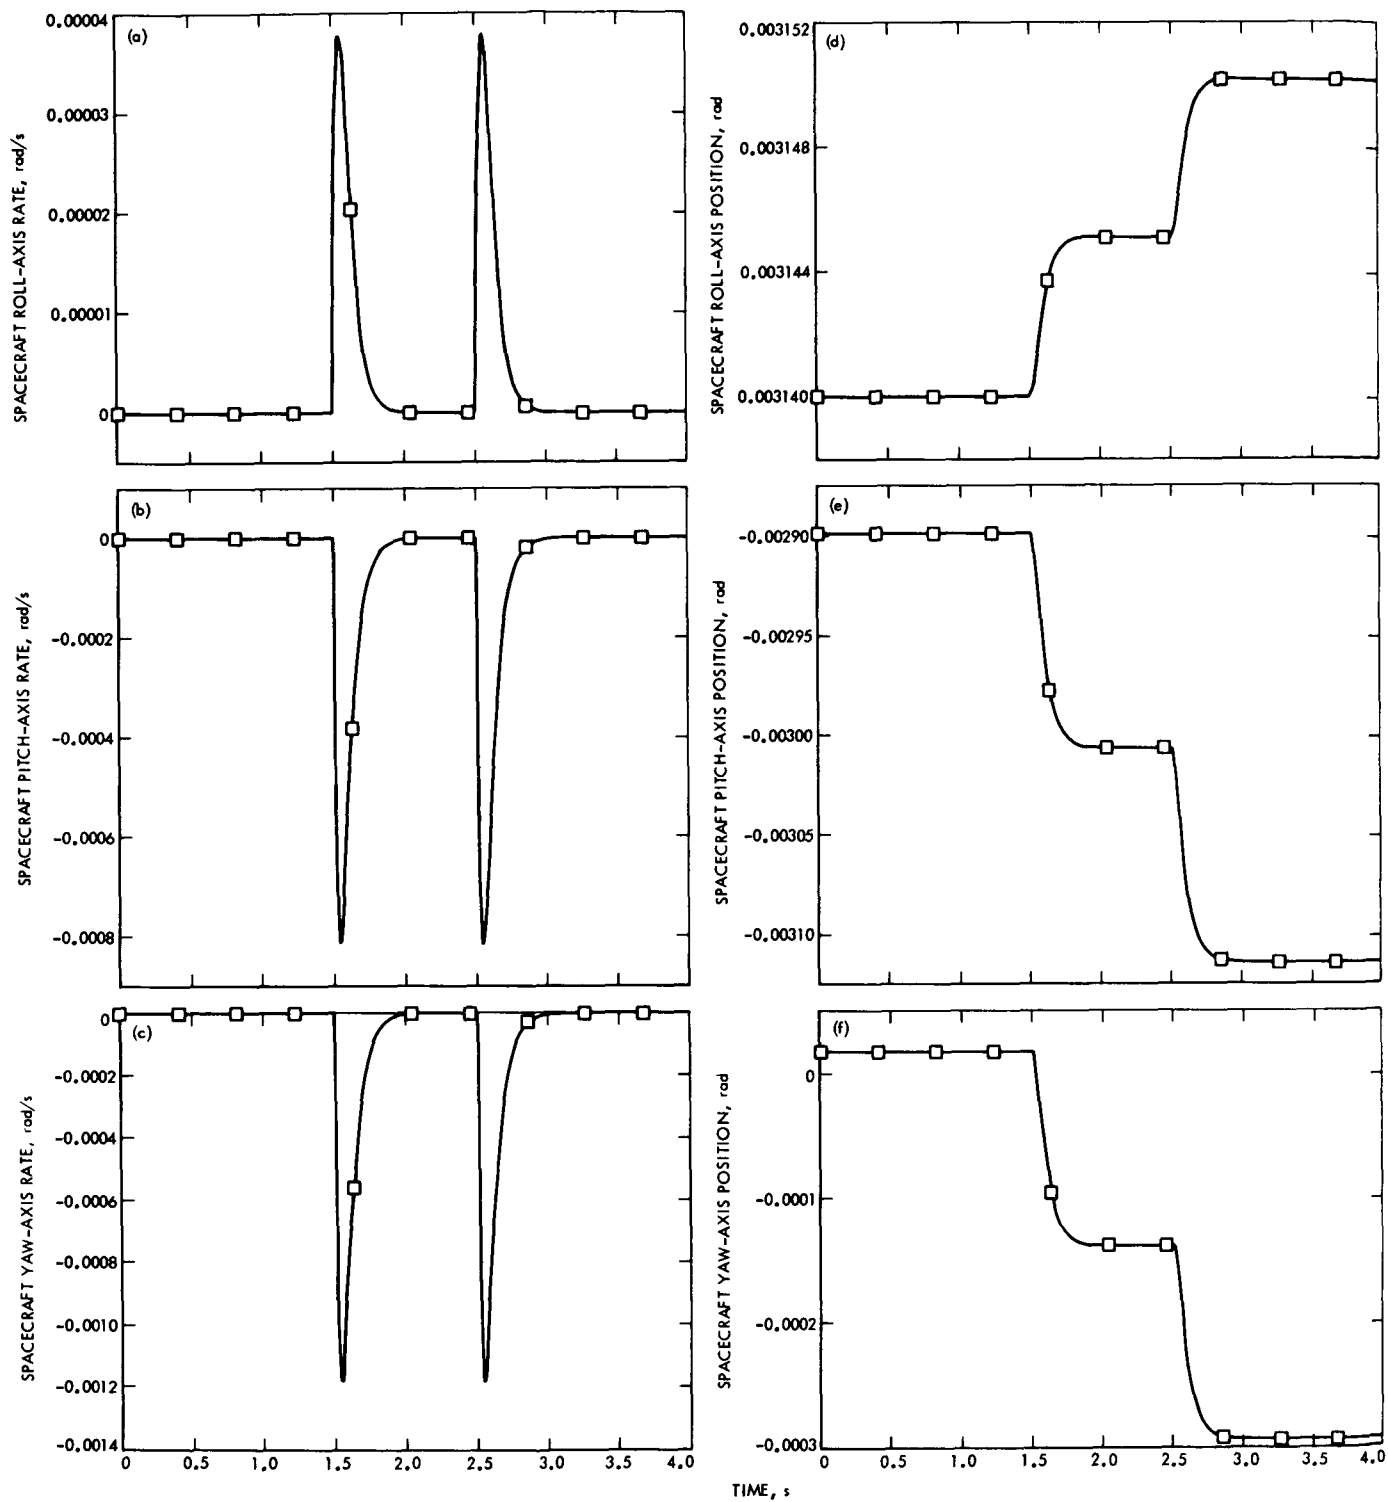 (a)
SPACECRAFT ROLL-AXIS RATE, rad/s
0.00004
0.00003
0.00002
0.00001
0
(b)
SPACECRAFT PITCH-AXIS RATE, rad/s
0
-0.0002
-0.0004
-0.0006
-0.0008
(c)
SPACECRAFT YAW-AXIS RATE, rad/s
0
-0.0002
-0.0004
-0.0006
-0.0008
-0.0010
-0.0012
-0.0014
0 0.5 1.0 1.5 2.0 2.5 3.0 3.5 4.0
(d)
SPACECRAFT ROLL-AXIS POSITION, rad
0.003152
0.003148
0.003144
0.003140
(e)
SPACECRAFT PITCH-AXIS POSITION, rad
-0.00290
-0.00295
-0.00300
-0.00305
-0.00310
(f)
SPACECRAFT YAW-AXIS POSITION, rad
0
-0.0001
-0.0002
-0.0003
0 0.5 1.0 1.5 2.0 2.5 3.0 3.5 4.0
TIME, s